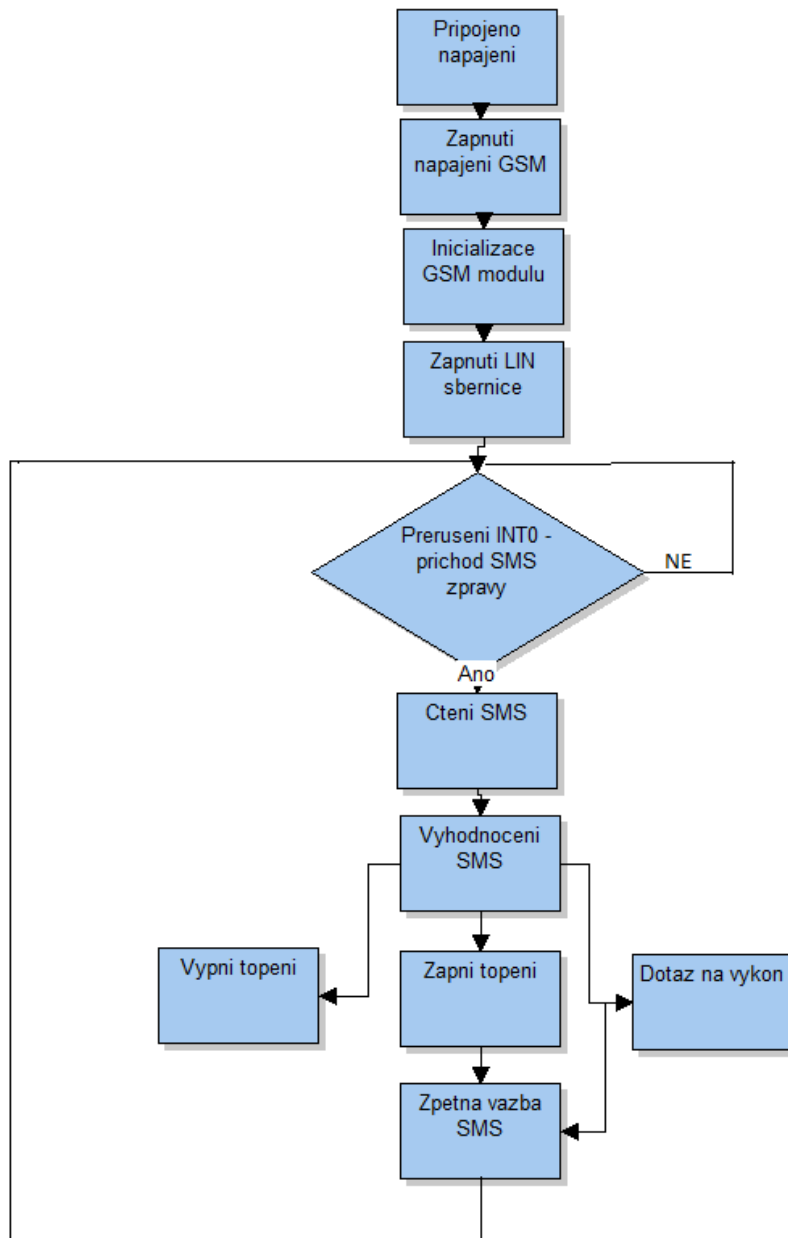 Pripojeno
napajeni
Zapnuti
napajeni GSM
Inicializace
GSM modulu
Zapnuti LIN
sbernice
Preruseni INT0 -
prichod SMS
zpravy
NE
Ano
Cteni SMS
Vyhodnoceni
SMS
Vypni topeni
Zapni topeni
Dotaz na vykon
Zpetna vazba
SMS